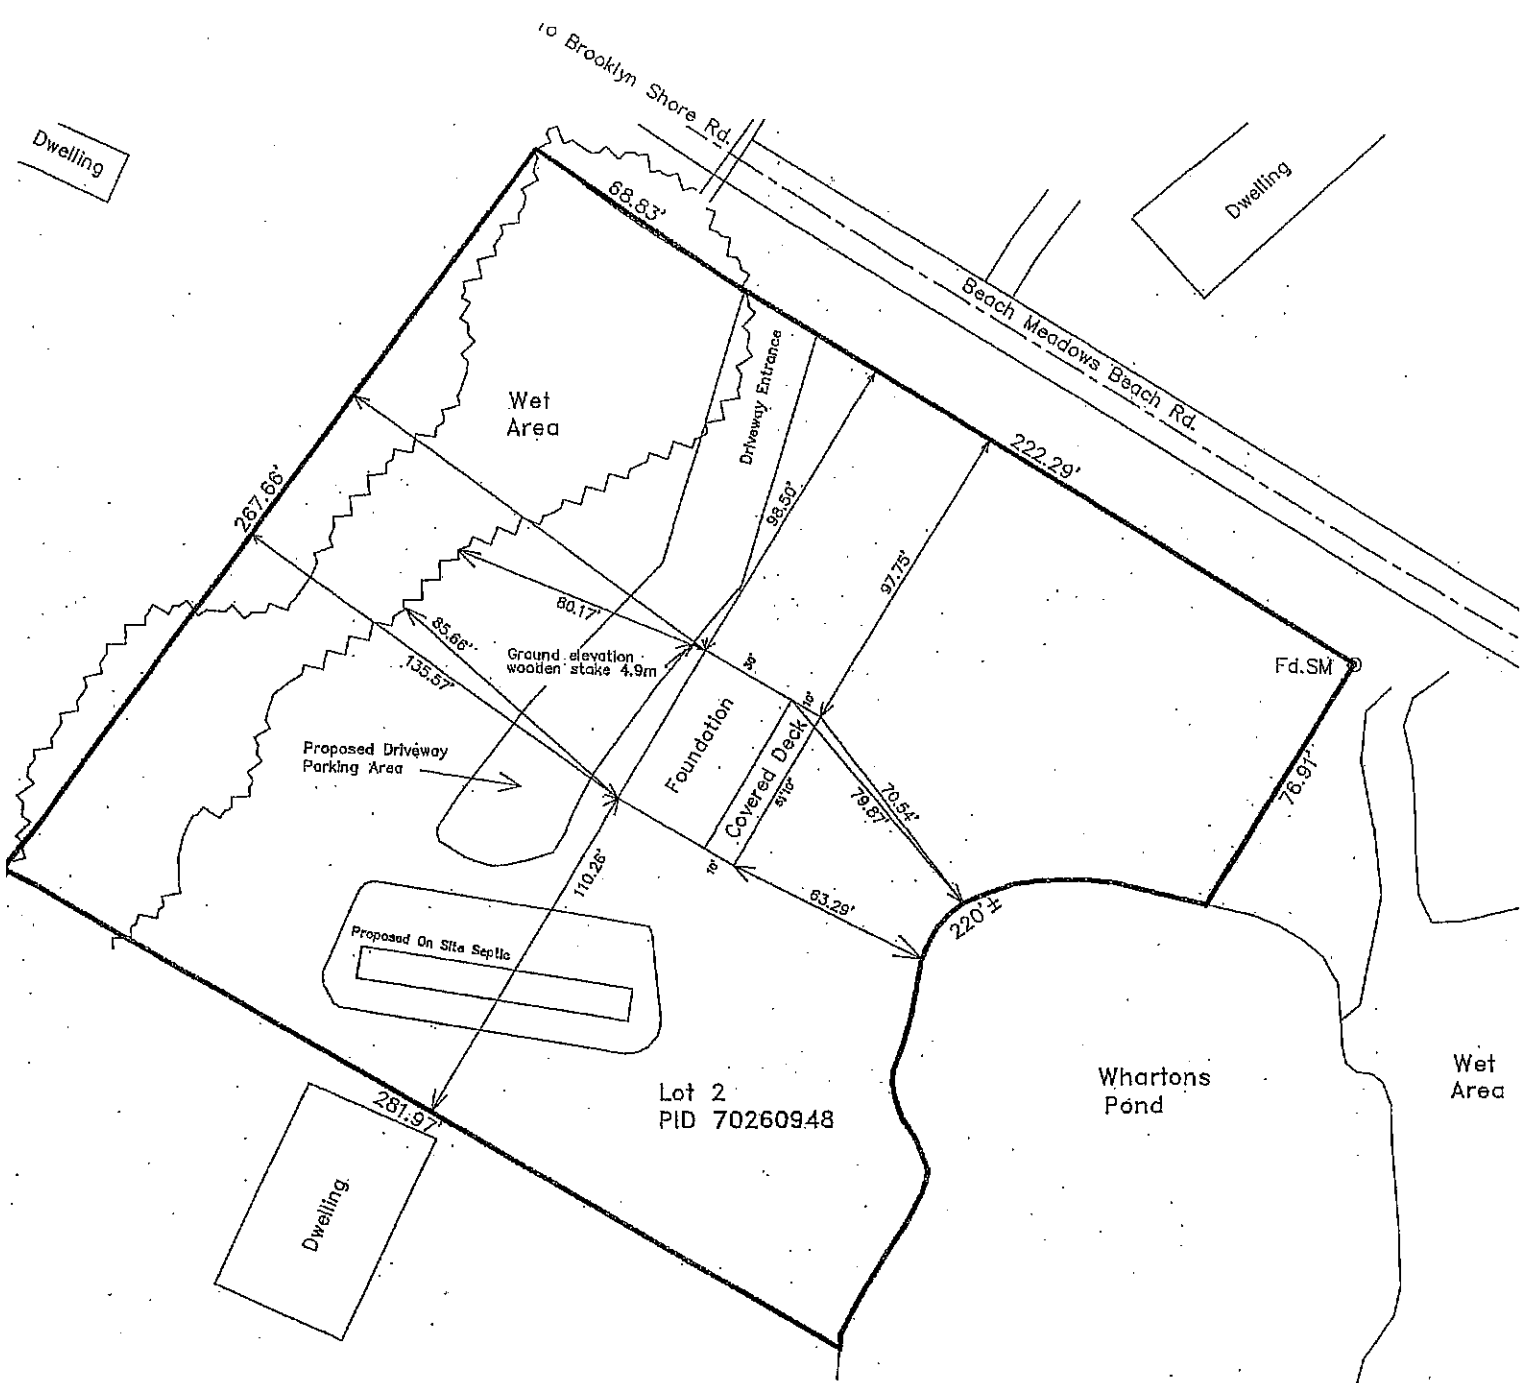 To Brooklyn Shore Rd.
Dwelling
Dwelling
68.83'
Beach Meadows Beach Rd.
Wet
Area
Driveway Entrance
222.29'
267.66'
98.50'
97.75'
80.17'
85.66'
135.57'
Ground elevation
wooden stake 4.9m
30'
Fd.SM
10'
Foundation
Covered Deck
51'10"
Proposed Driveway
Parking Area
76.91'
70.54'
79.87'
10'
110.26'
63.29'
220'±
Proposed On Site Septic
Lot 2
PID 70260948
Whartons
Pond
Wet
Area
281.97'
Dwelling